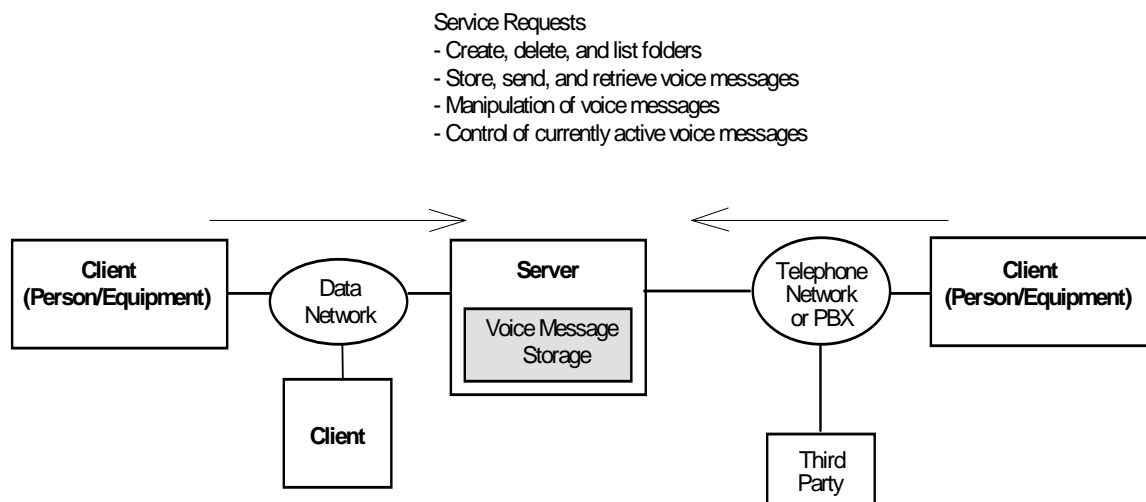 Service Requests
- Create, delete, and list folders
- Store, send, and retrieve voice messages
- Manipulation of voice messages
- Control of currently active voice messages
Client
(Person/Equipment)
Data
Network
Server
Voice Message
Storage
Telephone
Network
or PBX
Client
(Person/Equipment)
Client
Third
Party